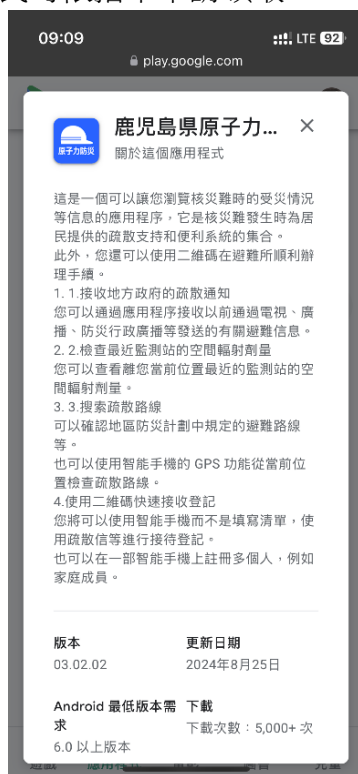 09:09
LTE 92
play.google.com
鹿児島県原子力...
關於這個應用程式
原子力防災
這是一個可以讓您瀏覽核災難時的受災情況
等信息的應用程序，它是核災難發生時為居
民提供的疏散支持和便利系統的集合。
此外，您還可以使用二維碼在避難所順利辦
理手續。
1. 1.接收地方政府的疏散通知
您可以通過應用程序接收以前通過電視、廣
播、防災行政廣播等發送的有關避難信息。
2. 2.檢查最近監測站的空間輻射劑量
您可以查看離您當前位置最近的監測站的空
間輻射劑量。
3. 3.搜索疏散路線
可以確認地區防災計劃中規定的避難路線
等。
也可以使用智能手機的 GPS 功能從當前位
置檢查疏散路線。
4.使用二維碼快速接收登記
您將可以使用智能手機而不是填寫清單，使
用疏散信等進行接待登記。
也可以在一部智能手機上註冊多個人，例如
家庭成員。
版本
03.02.02
更新日期
2024年8月25日
Android 最低版本需
求
6.0 以上版本
下載
下載次數：5,000+ 次